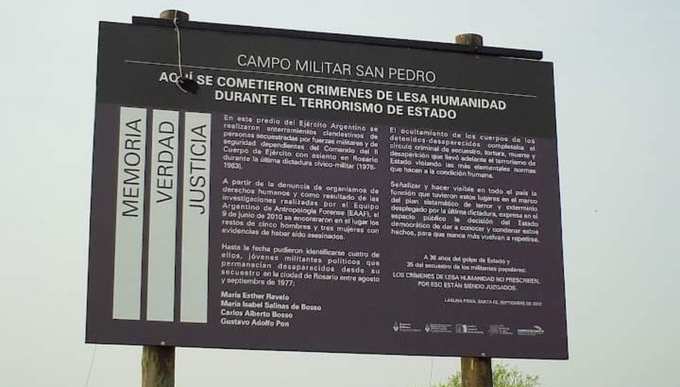 CAMPO MILITAR SAN PEDRO
AQUÍ SE COMETIERON CRIMENES DE LESA HUMANIDAD
DURANTE EL TERRORISMO DE ESTADO
MEMORIA
VERDAD
JUSTICIA
En este predio del Ejército Argentino se
realizaron enterramientos clandestinos de
personas secuestradas por fuerzas militares y de
seguridad dependientes del Comando del II
Cuerpo de Ejército con asiento en Rosario
durante la última dictadura cívico-militar (1976-
1983).
A partir de la denuncia de organismos de
derechos humanos y como resultado de las
investigaciones realizadas por el Equipo
Argentino de Antropología Forense (EAAF), el
9 de junio de 2010 se encontraron en el lugar los
restos de cinco hombres y tres mujeres con
evidencias de haber sido asesinados.
Hasta la fecha pudieron identificarse cuatro de
ellos, jóvenes militantes políticos que
permanecían desaparecidos desde su
secuestro en la ciudad de Rosario entre agosto
y septiembre de 1977:
María Esther Ravelo
María Isabel Salinas de Bosso
Carlos Alberto Bosso
Gustavo Adolfo Pon
El ocultamiento de los cuerpos de los
detenidos-desaparecidos completaba el
círculo criminal de secuestro, tortura, muerte y
desaparición que llevó adelante el terrorismo de
Estado violando las más elementales normas
que hacen a la condición humana.
Señalizar y hacer visible en todo el país la
función que tuvieron estos lugares en el marco
del plan sistemático de terror y exterminio
desplegado por la última dictadura, expresa en el
espacio público la decisión del Estado
democrático de dar a conocer y condenar estos
hechos, para que nunca más vuelvan a repetirse.
A 36 años del golpe de Estado y
35 del secuestro de los militantes populares:
LOS CRIMENES DE LESA HUMANIDAD NO PRESCRIBEN,
POR ESO ESTÁN SIENDO JUZGADOS.
LAGUNA PAIVA, SANTA FE, SEPTIEMBRE DE 2012